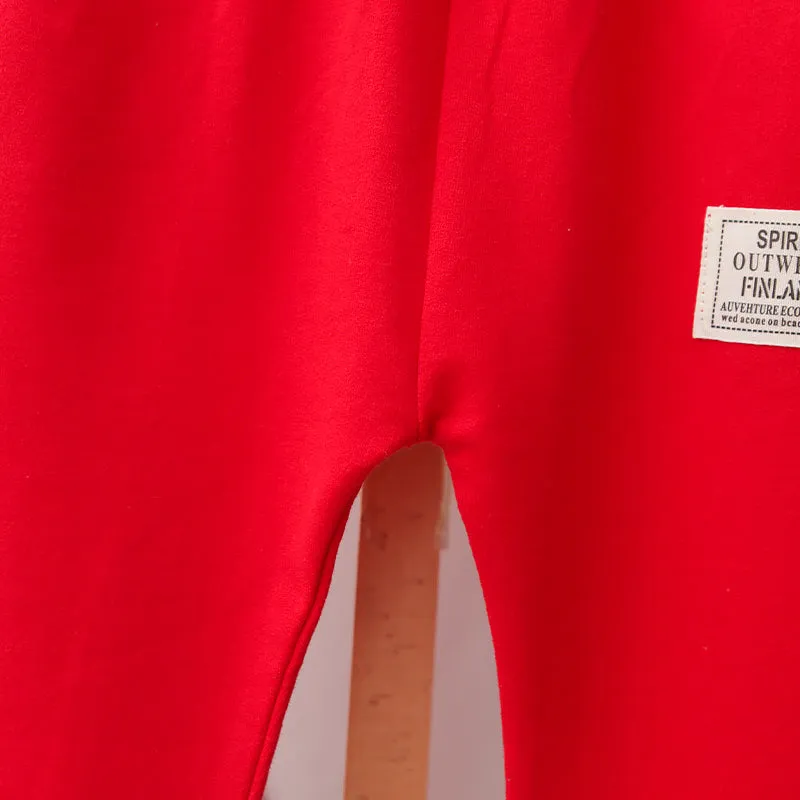 SPIR
OUTWE
FINLAN
AUVEHTURE ECO
wed acone on bcac